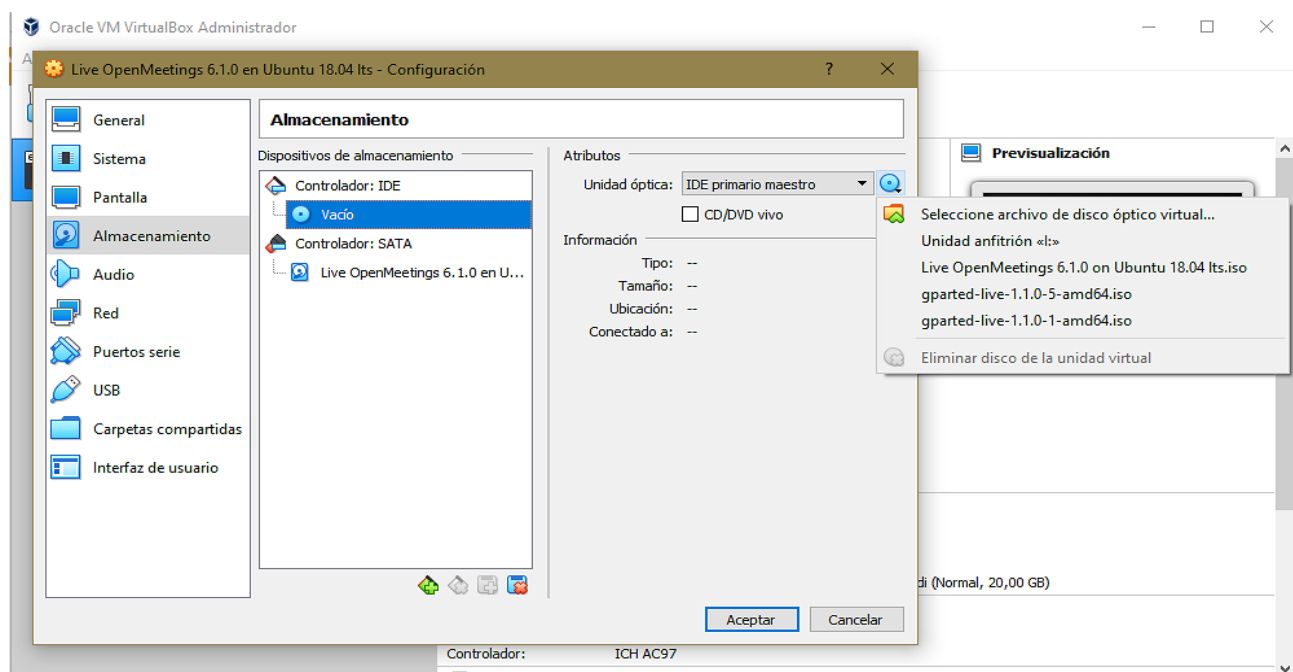 Oracle VM VirtualBox Administrador
A
Live OpenMeetings 6.1.0 en Ubuntu 18.04 lts - Configuración
?
General
Sistema
Pantalla
Almacenamiento
Audio
Red
Puertos serie
USB
Carpetas compartidas
Interfaz de usuario
Almacenamiento
Dispositivos de almacenamiento
Controlador: IDE
Vacío
Controlador: SATA
Live OpenMeetings 6.1.0 en U...
Atributos
Unidad óptica: IDE primario maestro
CD/DVD vivo
Información
Tipo: --
Tamaño: --
Ubicación: --
Conectado a: --
Previsualización
Seleccione archivo de disco óptico virtual...
Unidad anfitrión «I:»
Live OpenMeetings 6.1.0 on Ubuntu 18.04 lts.iso
gparted-live-1.1.0-5-amd64.iso
gparted-live-1.1.0-1-amd64.iso
Eliminar disco de la unidad virtual
di (Normal, 20,00 GB)
Aceptar
Cancelar
Controlador: ICH AC97